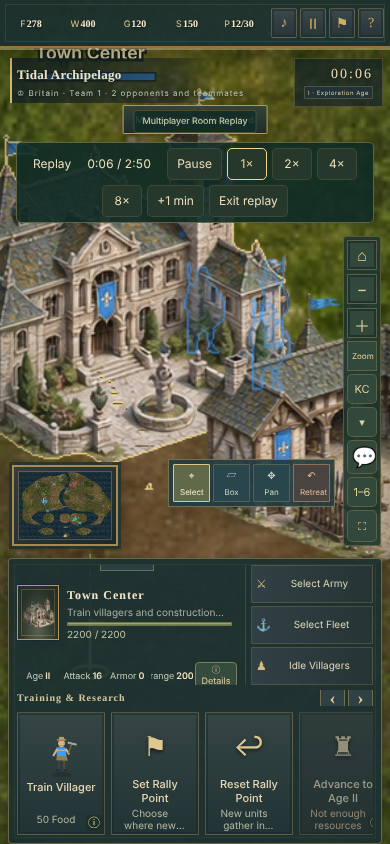 F278 W400 G120 S150 P12/30
Town Center
Tidal Archipelago
Britain · Team 1 · 2 opponents and teammates
00:06
I · Exploration Age
Multiplayer Room Replay
Replay 0:06 / 2:50 Pause 1× 2× 4×
8× +1 min Exit replay
Zoom
KC
1–6
Select Box Pan Retreat
Town Center
Train villagers and construction...
2200 / 2200
Age II Attack 16 Armor 0 range 200
Details
Select Army
Select Fleet
Idle Villagers
Training & Research
Train Villager
50 Food
Set Rally
Point
Choose
where new...
Reset Rally
Point
New units
gather in...
Advance to
Age II
Not enough
resources